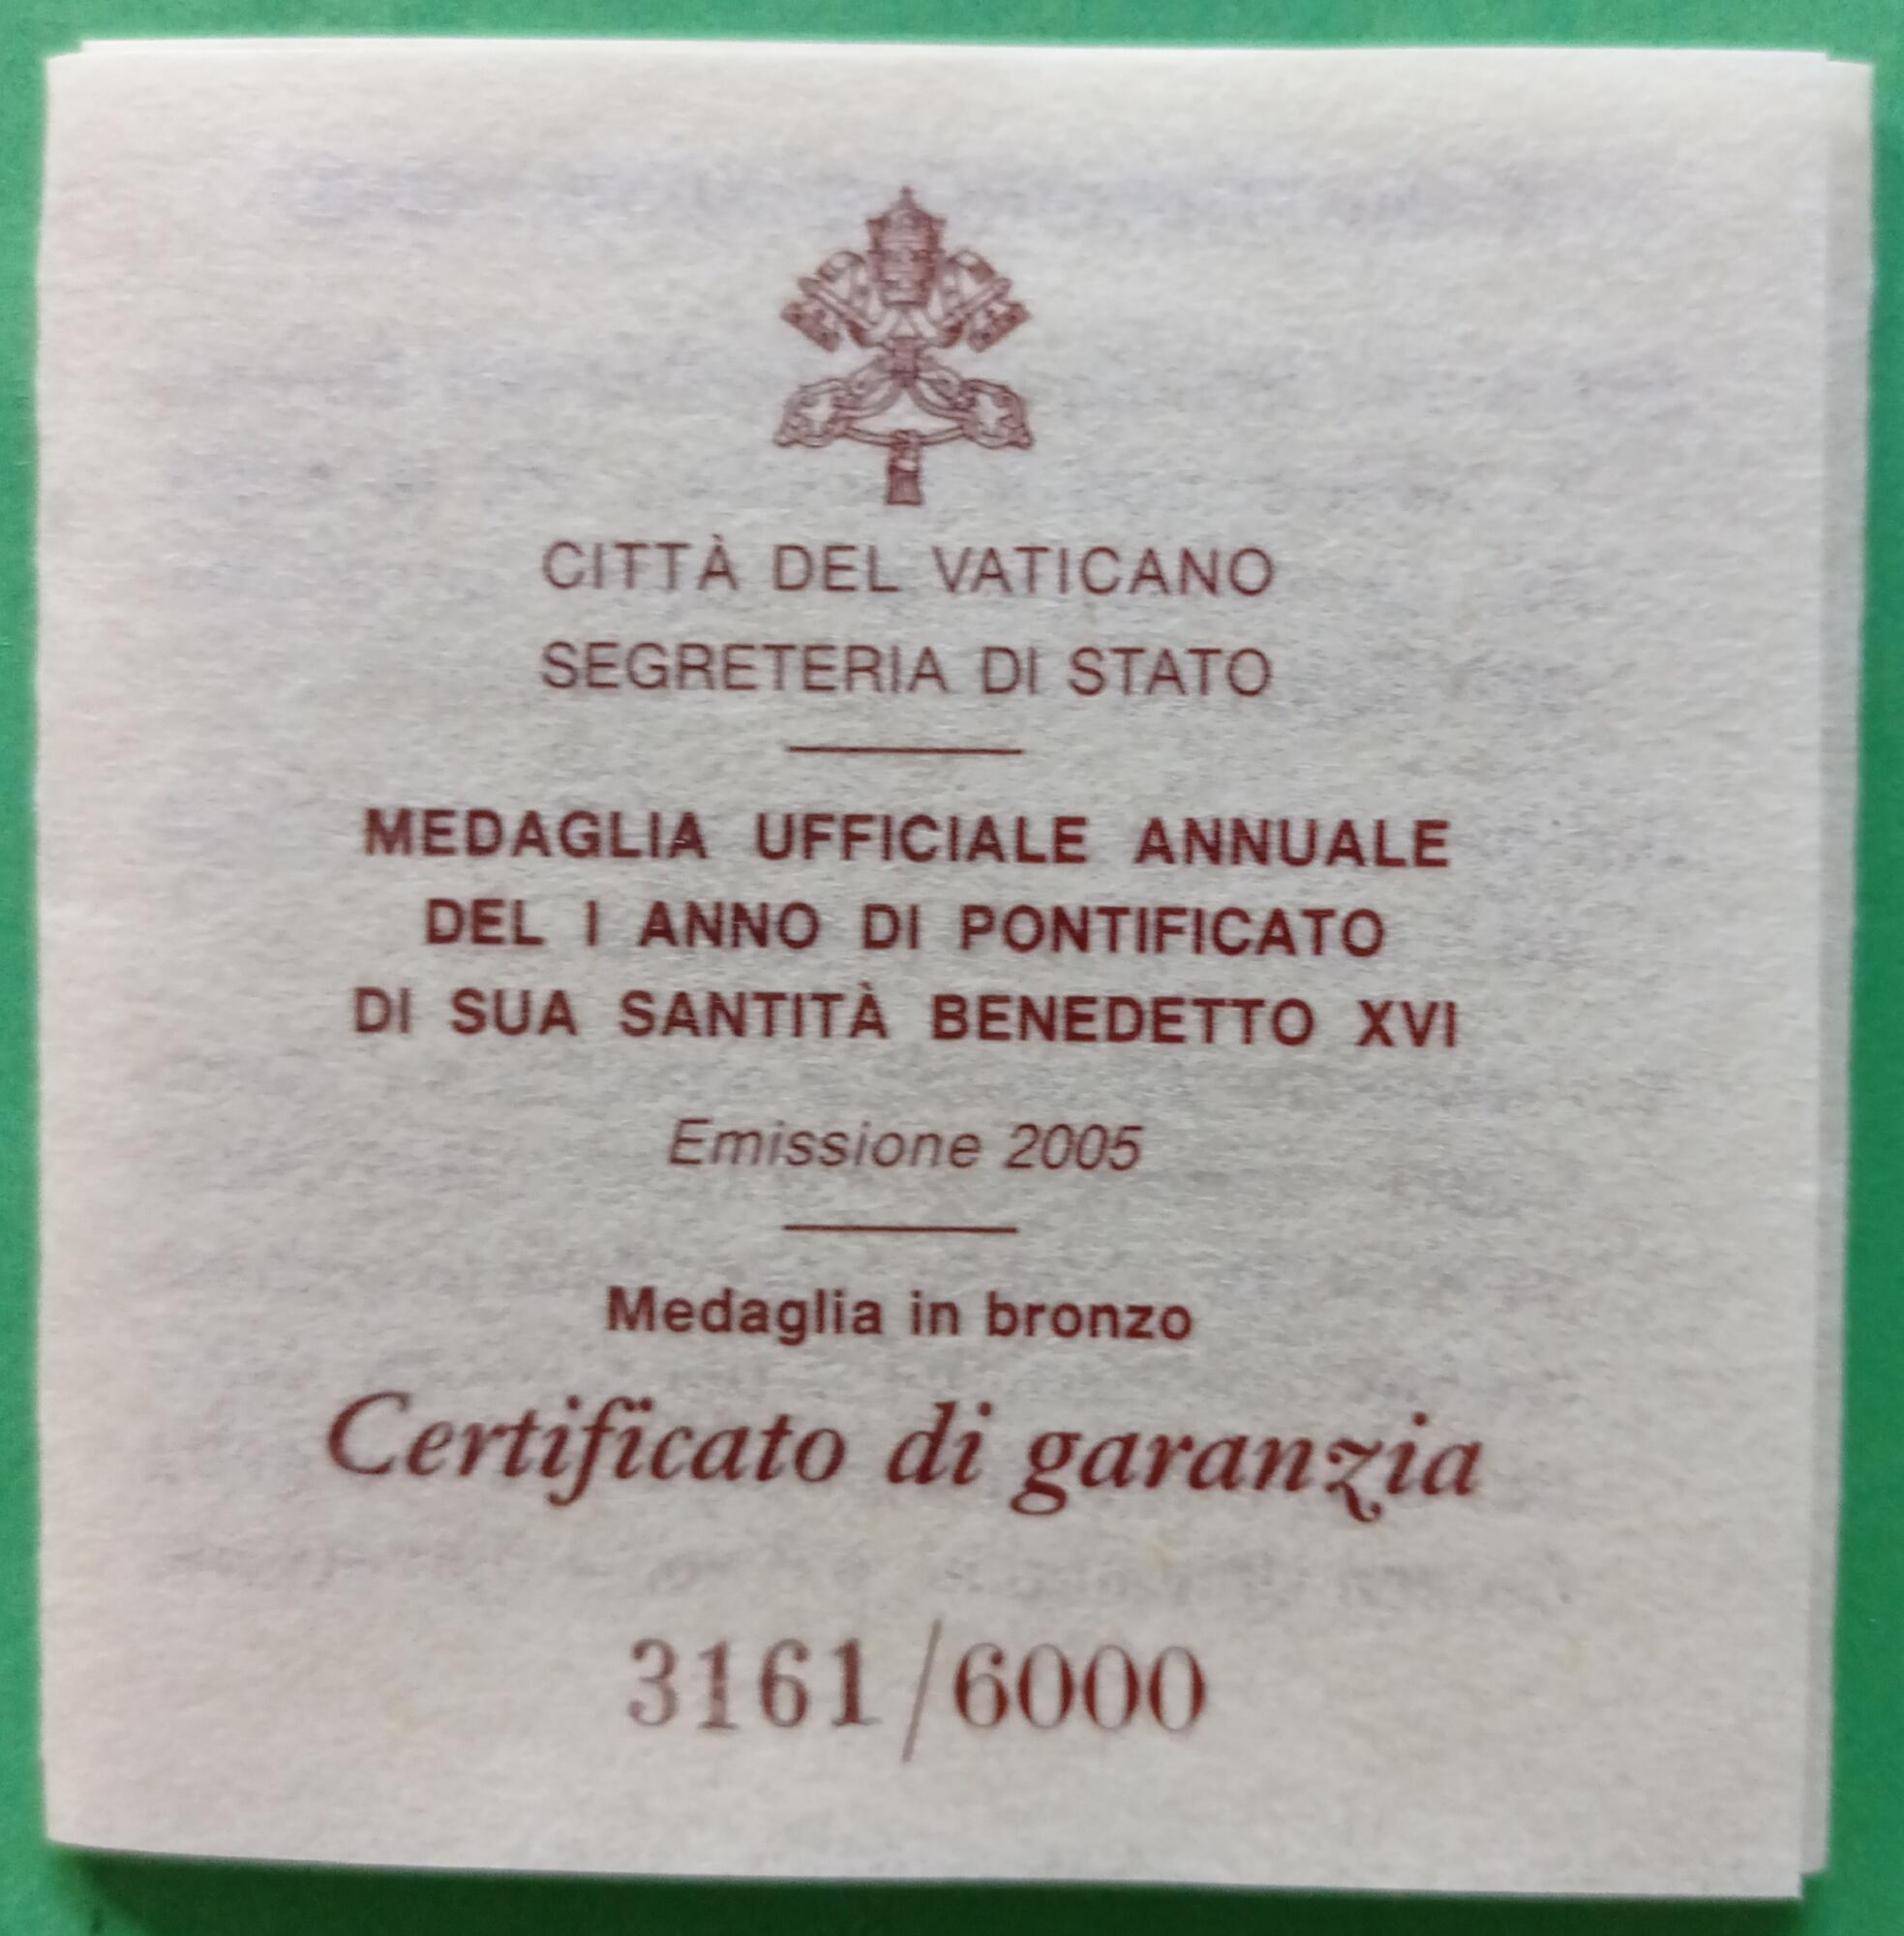 CITTÀ DEL VATICANO
SEGRETERIA DI STATO
MEDAGLIA UFFICIALE ANNUALE
DEL I ANNO DI PONTIFICATO
DI SUA SANTITÀ BENEDETTO XVI
Emissione 2005
Medaglia in bronzo
Certificato di garanzia
3161/6000